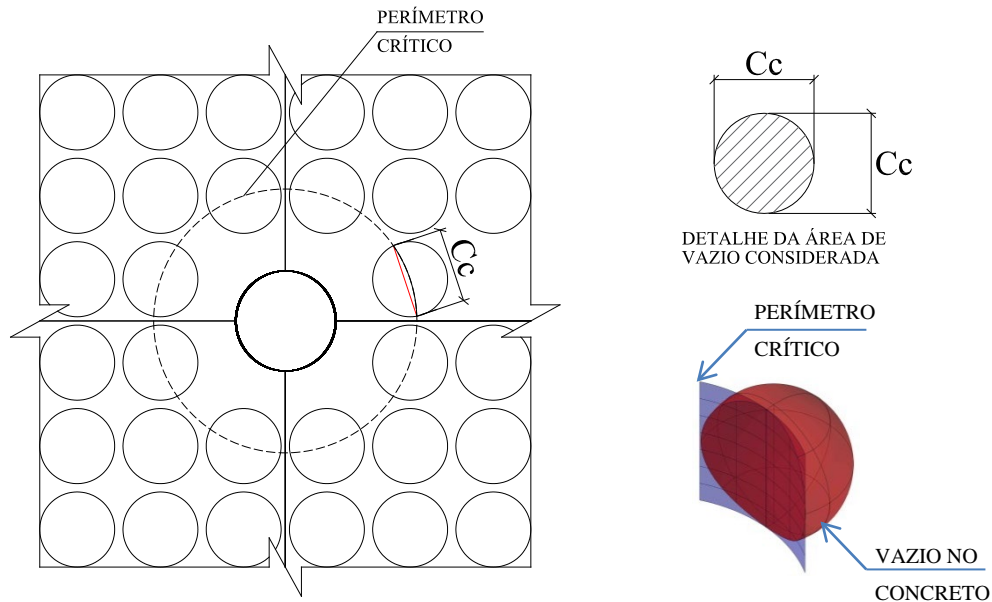 PERÍMETRO
CRÍTICO
Cc
Cc
Cc
DETALHE DA ÁREA DE
VAZIO CONSIDERADA
PERÍMETRO
CRÍTICO
VAZIO NO
CONCRETO